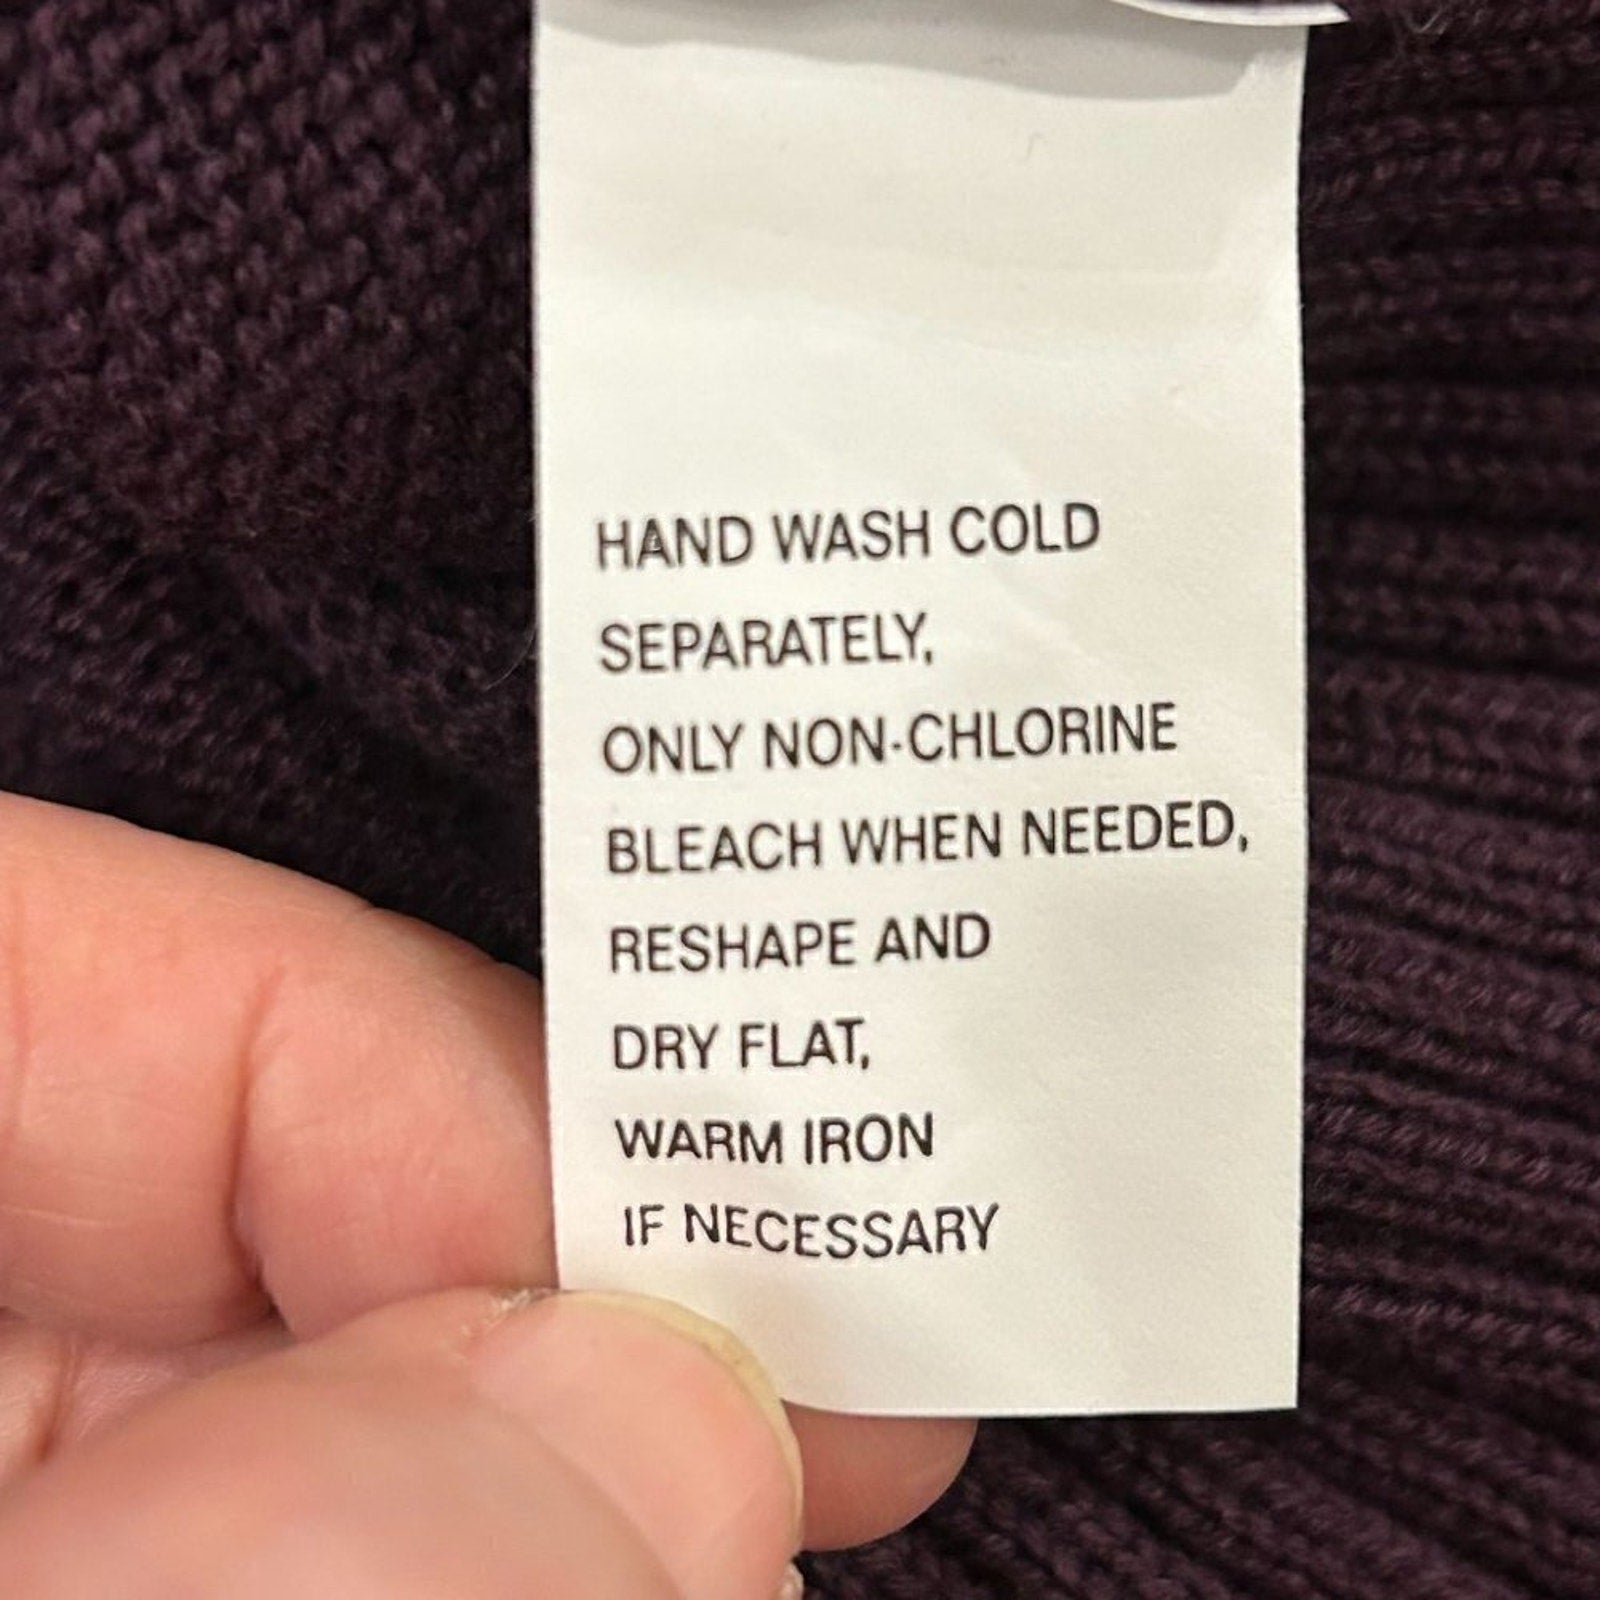 HAND WASH COLD
SEPARATELY,
ONLY NON-CHLORINE
BLEACH WHEN NEEDED,
RESHAPE AND
DRY FLAT,
WARM IRON
IF NECESSARY